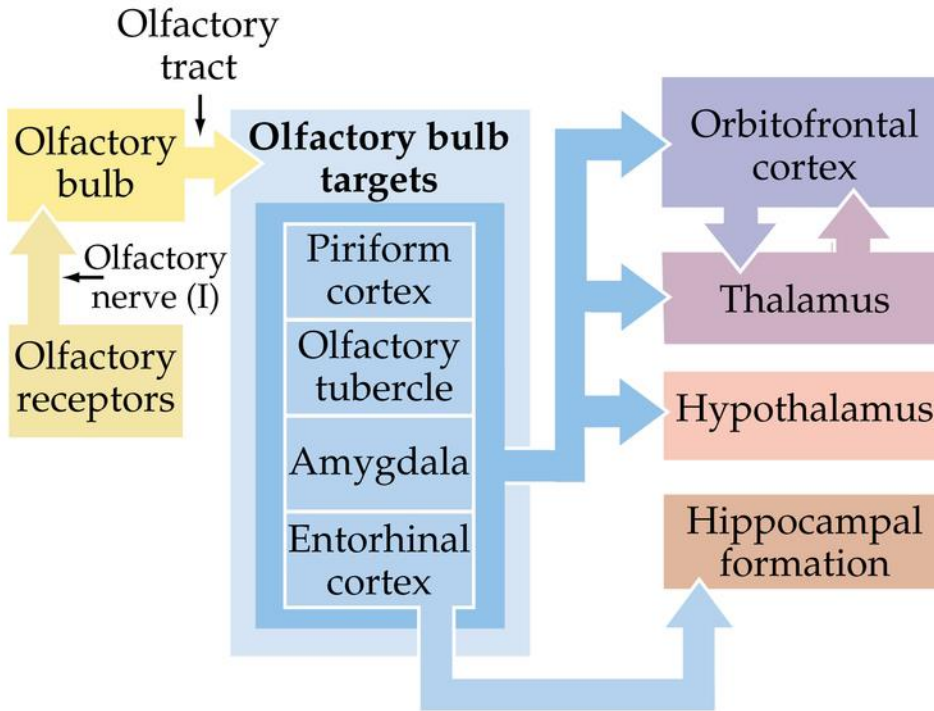 Olfactory
tract
Olfactory
bulb
Olfactory
nerve (I)
Olfactory
receptors
Olfactory bulb
targets
Piriform
cortex
Olfactory
tubercle
Amygdala
Entorhinal
cortex
Orbitofrontal
cortex
Thalamus
Hypothalamus
Hippocampal
formation